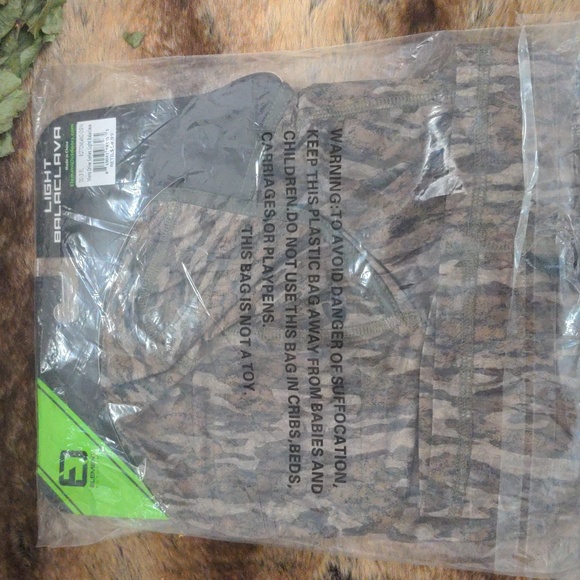 LIGHT
BALACLAVA
WARNING:TO AVOID DANGER OF SUFFOCATION,
KEEP THIS PLASTIC BAG AWAY FROM BABIES AND
CHILDREN.DO NOT USE THIS BAG IN CRIBS,BEDS,
CARRIAGES OR PLAYPENS.
THIS BAG IS NOT A TOY.